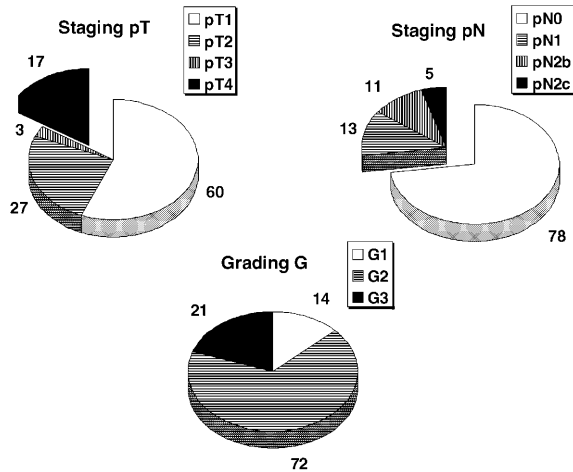 Staging pT
pT1
pT2
pT3
pT4
17
3
27
60
Staging pN
pN0
pN1
pN2b
pN2c
5
11
13
78
Grading G
G1
G2
G3
21
14
72